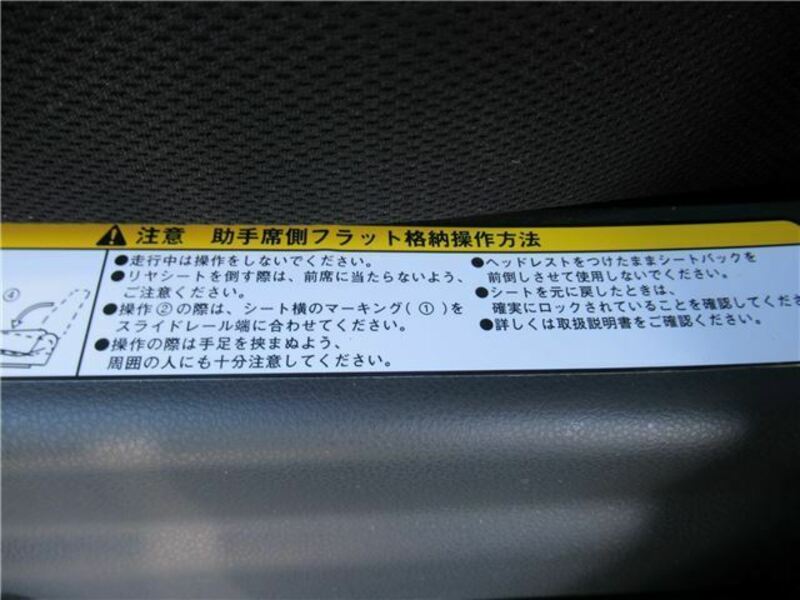 注意 助手席側フラット格納操作方法
④
●走行中は操作をしないでください。
●リヤシートを倒す際は、前席に当たらないよう、
ご注意ください。
●操作②の際は、シート横のマーキング(①)を
スライドレール端に合わせてください。
●操作の際は手足を挟まぬよう、
周囲の人にも十分注意してください。
●ヘッドレストをつけたままシートバックを
前倒しさせて使用しないでください。
●シートを元に戻したときは、
確実にロックされていることを確認してくださ
●詳しくは取扱説明書をご確認ください。